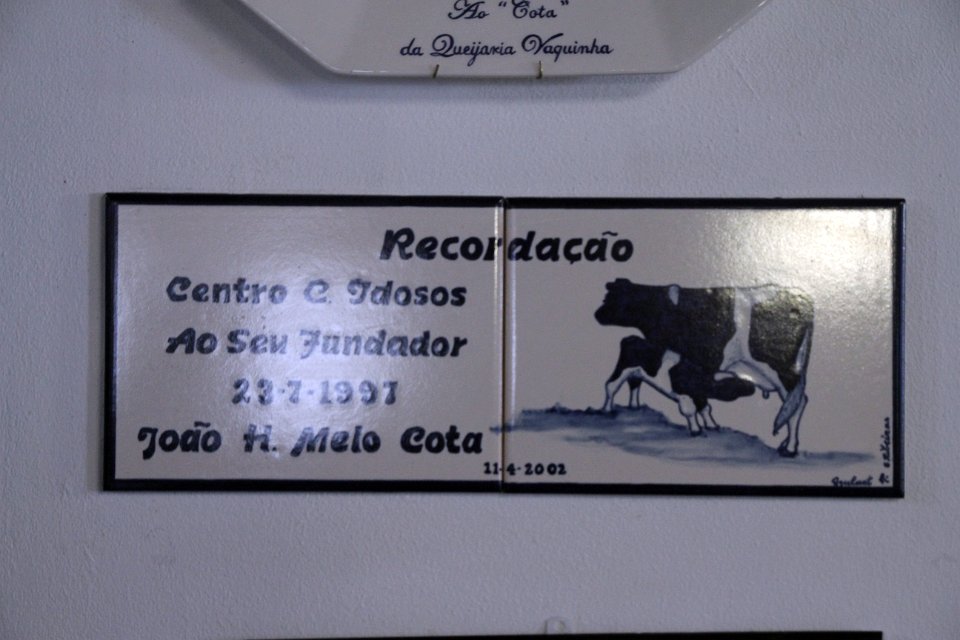 Ao "Cota"
da Queijaria Vaquinha
Recordação
Centro C. Idosos
Ao Seu Fundador
23-7-1997
João H. Melo Cota
11-4-2002